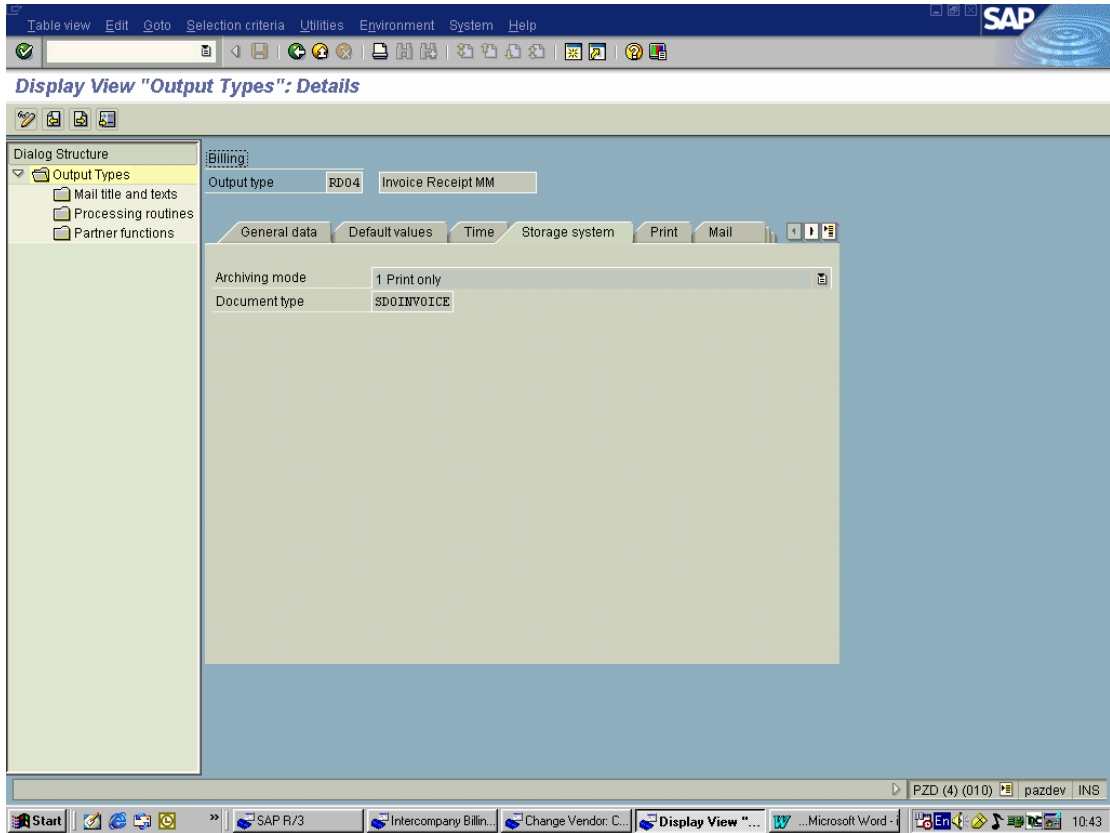 Table view Edit Goto Selection criteria Utilities Environment System Help
SAP
Display View "Output Types": Details
Dialog Structure
Output Types
Mail title and texts
Processing routines
Partner functions
Billing
Output type RD04 Invoice Receipt MM
General data Default values Time Storage system Print Mail
Archiving mode 1 Print only
Document type SDOINVOICE
PZD (4) (010) pazdev INS
Start » SAP R/3 Intercompany Billin... Change Vendor: C... Display View "... ...Microsoft Word - i En 10:43